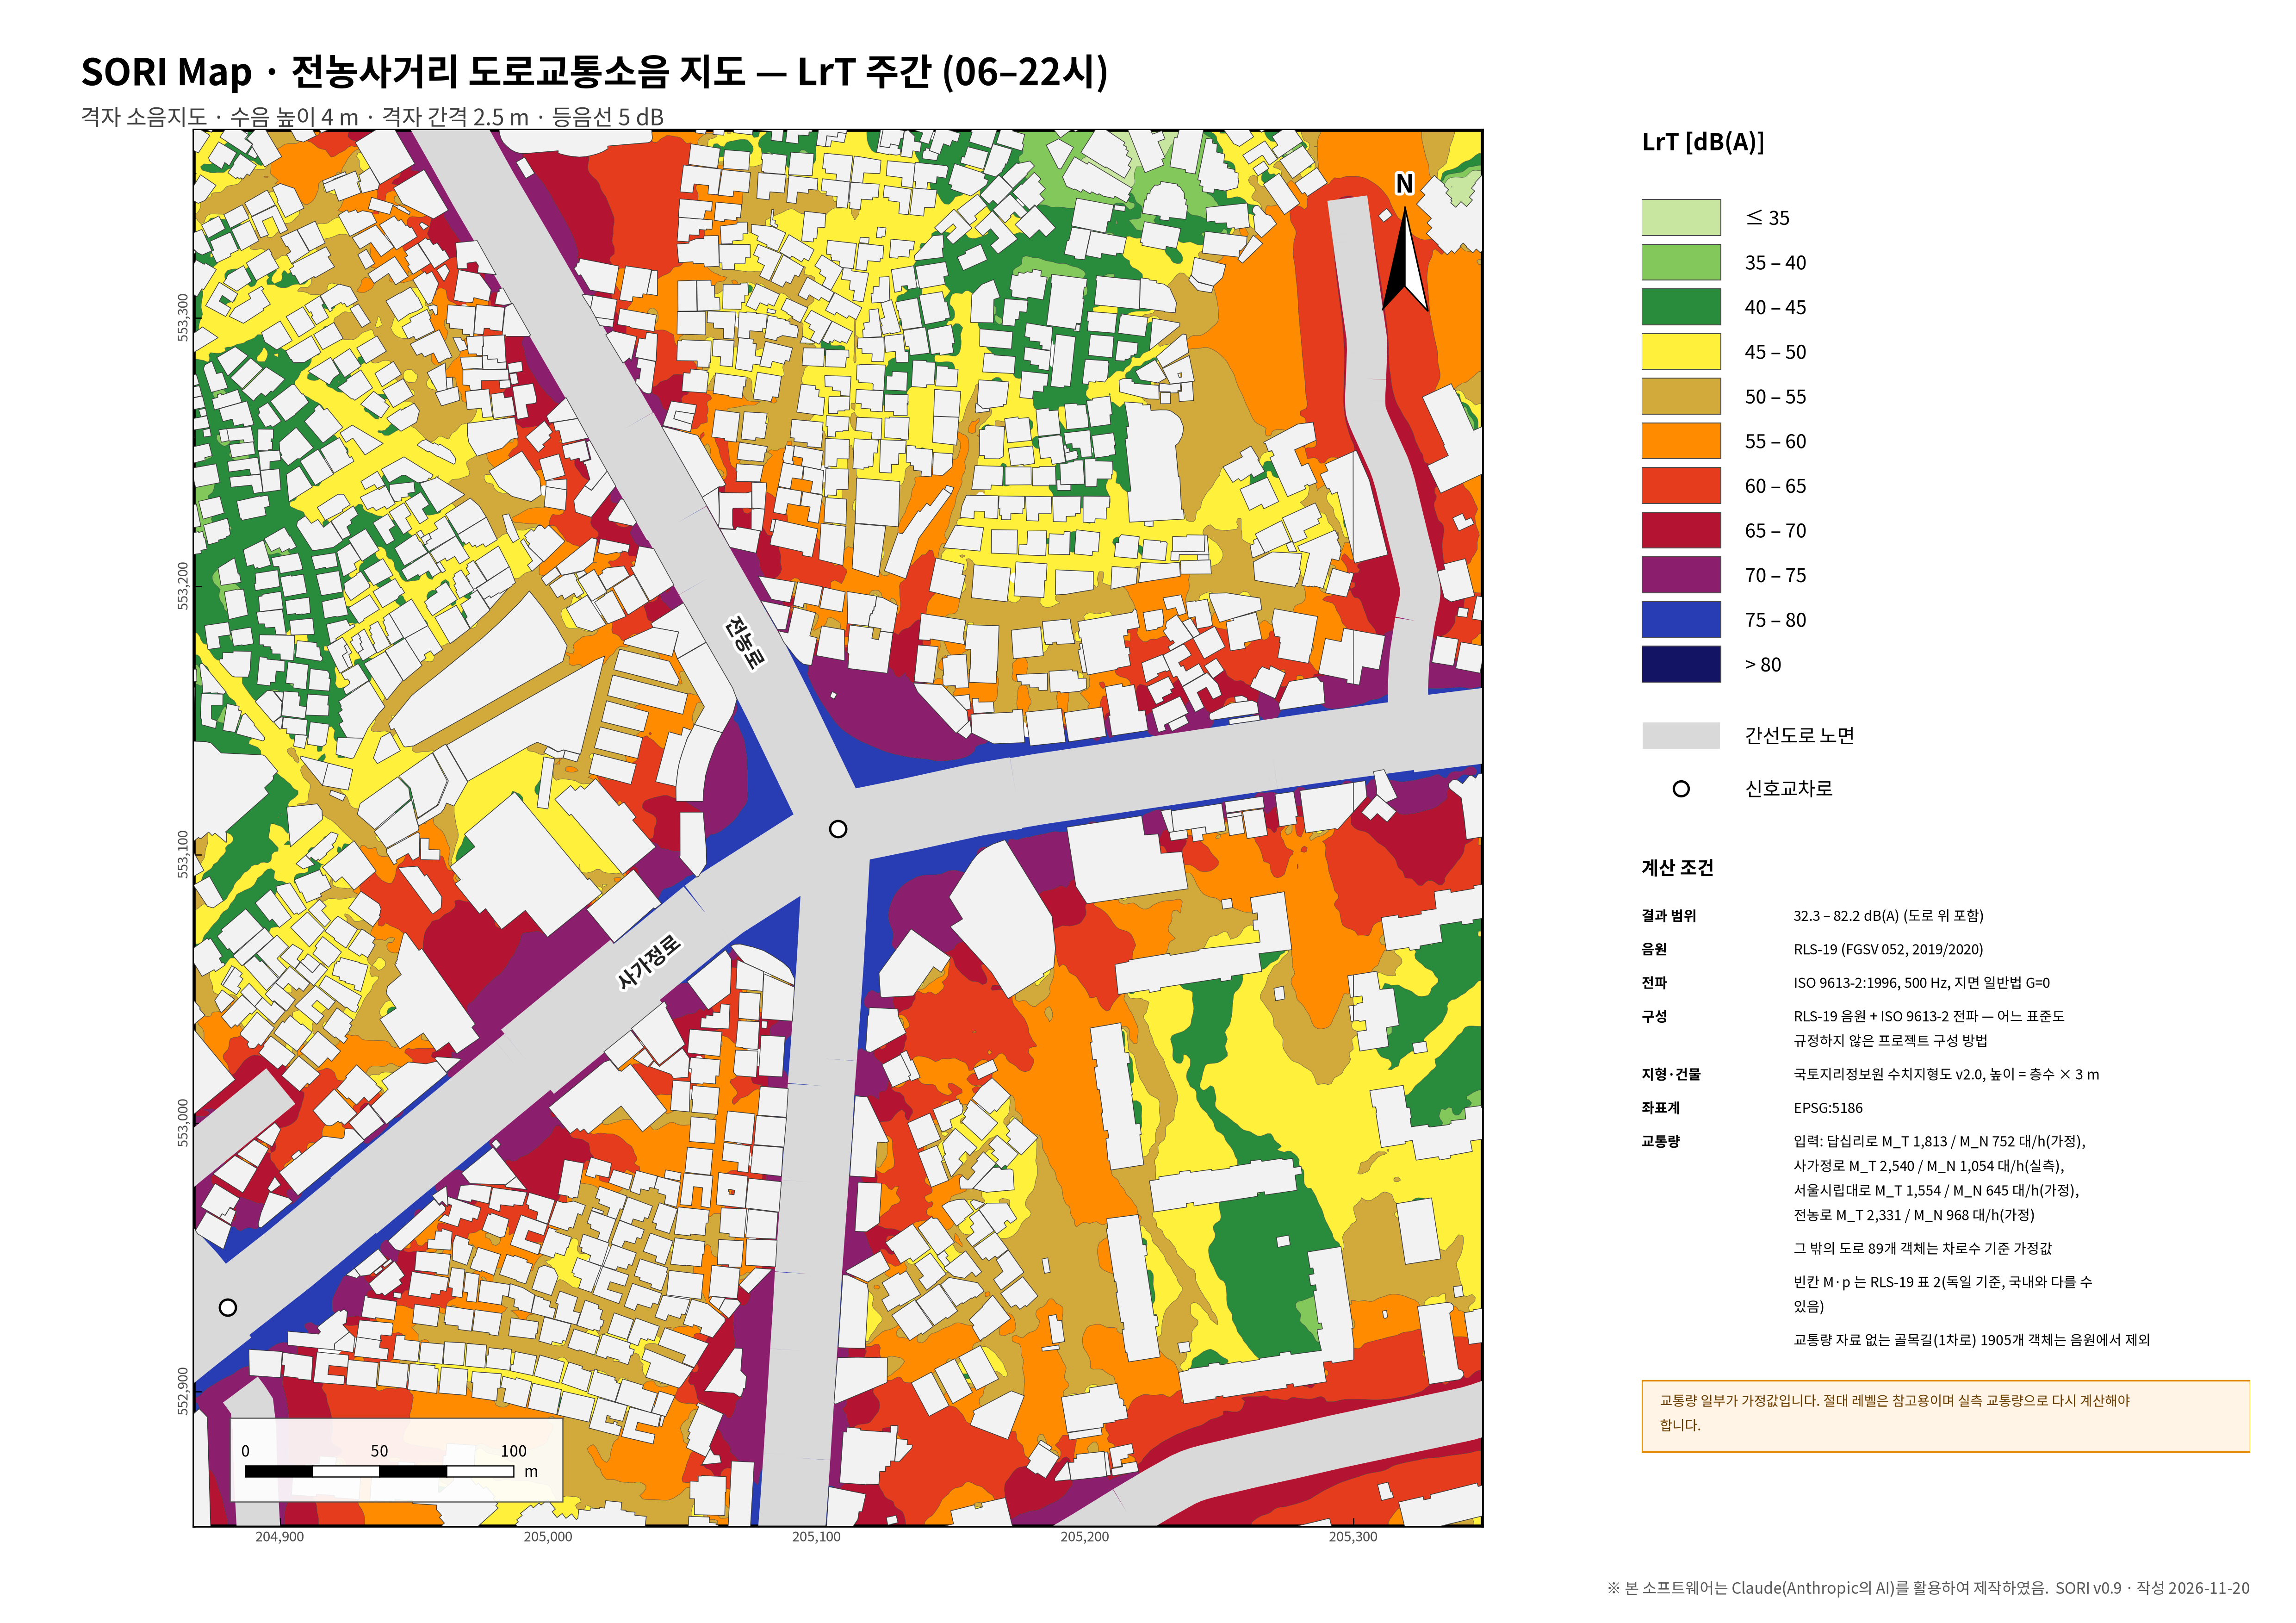 SORI Map · 전농사거리 도로교통소음 지도 — LrT 주간 (06–22시)
격자 소음지도 · 수음 높이 4 m · 격자 간격 2.5 m · 등음선 5 dB
553,300
553,200
553,100
553,000
552,900
204,900
205,000
205,100
205,200
205,300
N
전농로
사가정로
0 50 100
m
LrT [dB(A)]
≤ 35
35 – 40
40 – 45
45 – 50
50 – 55
55 – 60
60 – 65
65 – 70
70 – 75
75 – 80
> 80
간선도로 노면
신호교차로
계산 조건
결과 범위 32.3 – 82.2 dB(A) (도로 위 포함)
음원 RLS-19 (FGSV 052, 2019/2020)
전파 ISO 9613-2:1996, 500 Hz, 지면 일반법 G=0
구성 RLS-19 음원 + ISO 9613-2 전파 — 어느 표준도
규정하지 않은 프로젝트 구성 방법
지형·건물 국토지리정보원 수치지형도 v2.0, 높이 = 층수 × 3 m
좌표계 EPSG:5186
교통량 입력: 답십리로 M_T 1,813 / M_N 752 대/h(가정),
사가정로 M_T 2,540 / M_N 1,054 대/h(실측),
서울시립대로 M_T 1,554 / M_N 645 대/h(가정),
전농로 M_T 2,331 / M_N 968 대/h(가정)
그 밖의 도로 89개 객체는 차로수 기준 가정값
빈칸 M·p 는 RLS-19 표 2(독일 기준, 국내와 다를 수
있음)
교통량 자료 없는 골목길(1차로) 1905개 객체는 음원에서 제외
교통량 일부가 가정값입니다. 절대 레벨은 참고용이며 실측 교통량으로 다시 계산해야
합니다.
※ 본 소프트웨어는 Claude(Anthropic의 AI)를 활용하여 제작하였음. SORI v0.9 · 작성 2026-11-20